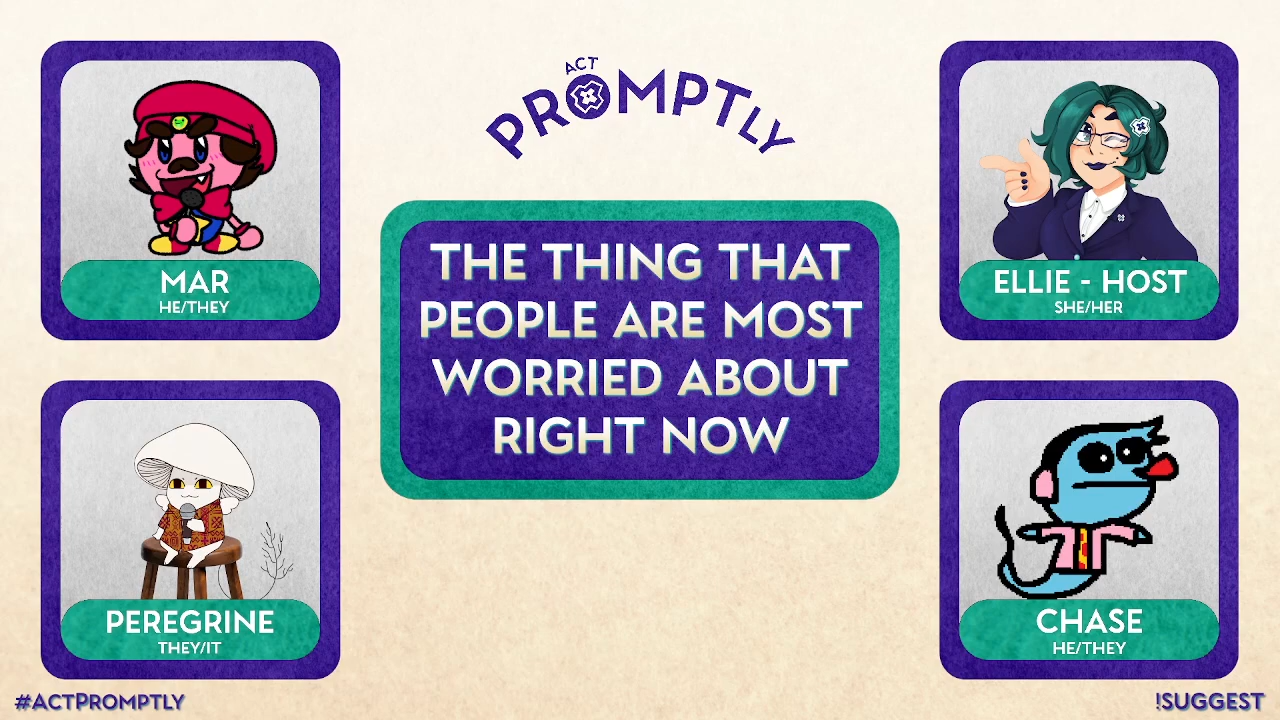 ACT
PROMPTLY
MAR
HE/THEY
ELLIE - HOST
SHE/HER
THE THING THAT
PEOPLE ARE MOST
WORRIED ABOUT
RIGHT NOW
PEREGRINE
THEY/IT
CHASE
HE/THEY
#ACTPROMPTLY
!SUGGEST